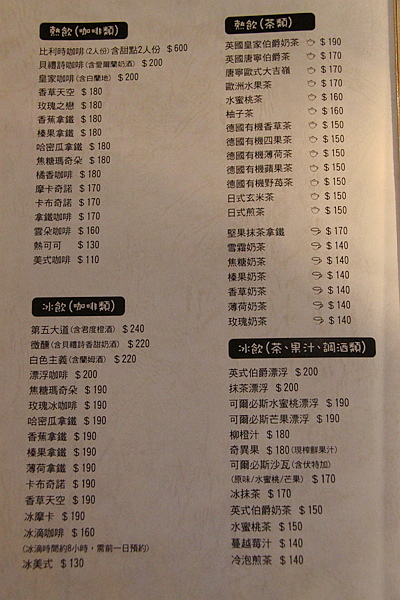 熱飲(咖啡類)
比利時咖啡(2人份)含甜點2人份 $600
貝禮詩咖啡(含愛爾蘭奶酒) $200
皇家咖啡(含白蘭地) $200
香草天空 $180
玫瑰之戀 $180
香蕉拿鐵 $180
榛果拿鐵 $180
哈密瓜拿鐵 $180
焦糖瑪奇朵 $180
橘香咖啡 $180
摩卡奇諾 $170
卡布奇諾 $170
拿鐵咖啡 $170
雲朵咖啡 $160
熱可可 $130
美式咖啡 $110
冰飲(咖啡類)
第五大道(含君度橙酒) $240
微醺(含貝禮詩香甜奶酒) $220
白色主義(含蘭姆酒) $220
漂浮咖啡 $200
焦糖瑪奇朵 $190
玫瑰冰咖啡 $190
哈密瓜拿鐵 $190
香蕉拿鐵 $190
榛果拿鐵 $190
薄荷拿鐵 $190
卡布奇諾 $190
香草天空 $190
冰摩卡 $190
冰滴咖啡 $160
(冰滴時間約8小時，需前一日預約)
冰美式 $130
熱飲(茶類)
英國皇家伯爵奶茶 $190
英國唐寧伯爵茶 $170
唐寧歐式大吉嶺 $170
歐洲水果茶 $170
水蜜桃茶 $160
柚子茶 $160
德國有機香草茶 $150
德國有機四果茶 $150
德國有機薄荷茶 $150
德國有機蘋果茶 $150
德國有機野莓茶 $150
日式玄米茶 $150
日式煎茶 $150
堅果抹茶拿鐵 $170
雪霜奶茶 $140
焦糖奶茶 $140
榛果奶茶 $140
香草奶茶 $140
薄荷奶茶 $140
玫瑰奶茶 $140
冰飲(茶、果汁、調酒類)
英式伯爵漂浮 $200
抹茶漂浮 $200
可爾必斯水蜜桃漂浮 $190
可爾必斯芒果漂浮 $190
柳橙汁 $180
奇異果 $180(現榨鮮果汁)
可爾必斯沙瓦(含伏特加)
(原味/水蜜桃/芒果) $170
冰抹茶 $170
英式伯爵奶茶 $150
水蜜桃茶 $150
蔓越莓汁 $140
冷泡煎茶 $140